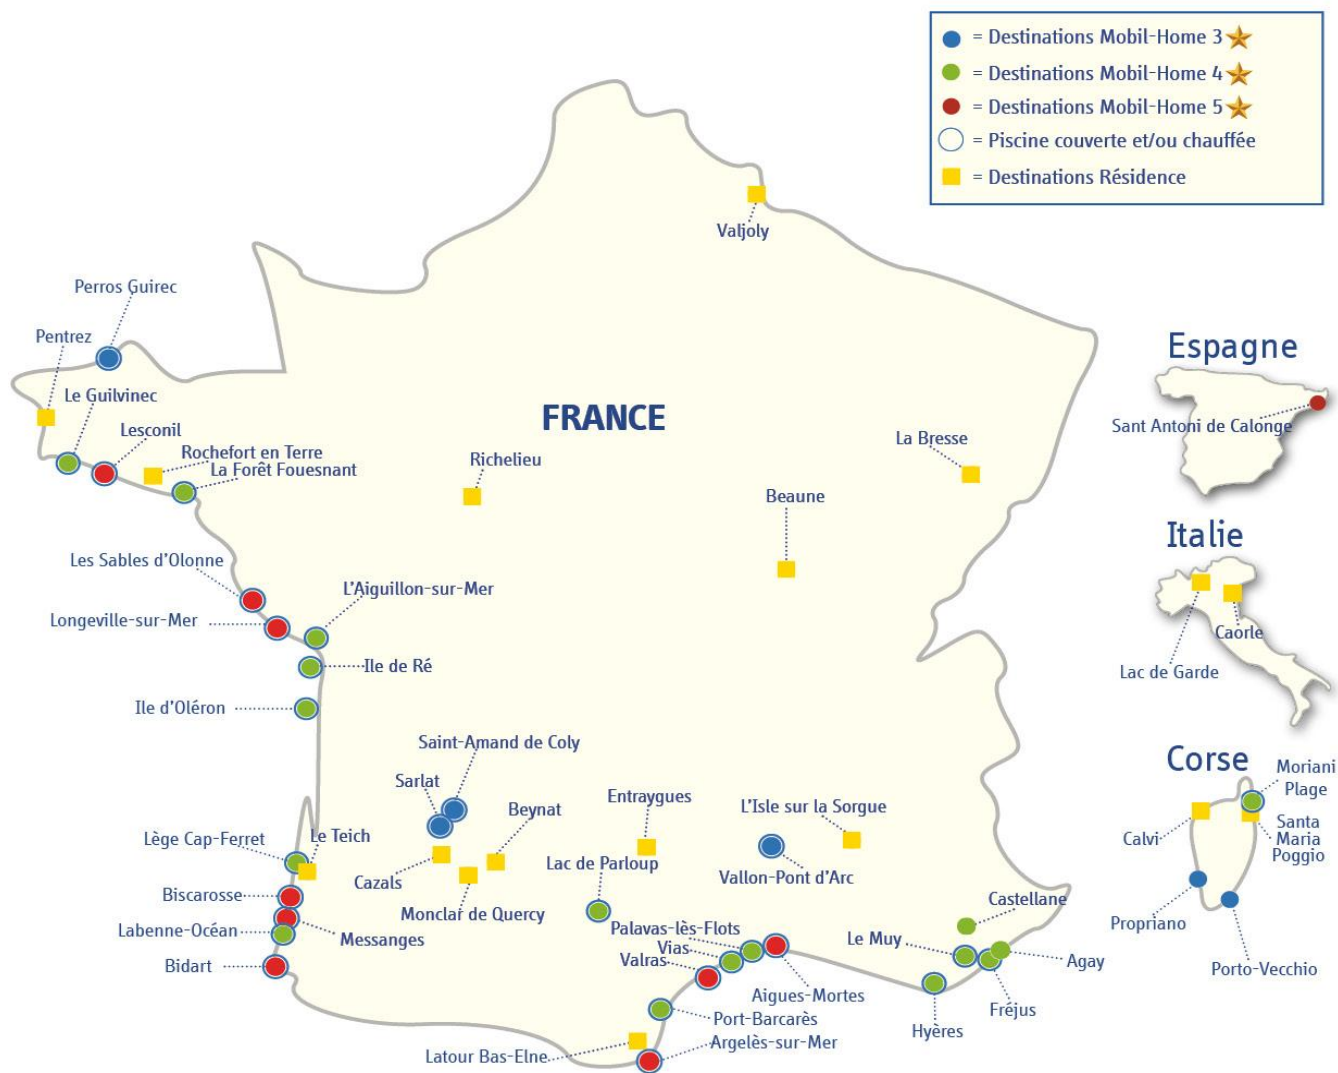 = Destinations Mobil-Home 3
= Destinations Mobil-Home 4
= Destinations Mobil-Home 5
= Piscine couverte et/ou chauffée
= Destinations Résidence
Valjoly
Perros Guirec
Pentrez
Le Guilvinec
Lesconil
Rochefort en Terre
La Forêt Fouesnant
FRANCE
Richelieu
La Bresse
Beaune
Espagne
Sant Antoni de Calonge
Italie
Caorle
Lac de Garde
Les Sables d'Olonne
L'Aiguillon-sur-Mer
Longeville-sur-Mer
Ile de Ré
Ile d'Oléron
Saint-Amand de Coly
Sarlat
Beynat
Entraygues
L'Isle sur la Sorgue
Lège Cap-Ferret
Le Teich
Cazals
Lac de Parloup
Vallon-Pont d'Arc
Biscarosse
Monclar de Quercy
Castellane
Labenne-Océan
Messanges
Palavas-lès-Flots
Vias
Valras
Le Muy
Agay
Bidart
Aigues-Mortes
Fréjus
Port-Barcarès
Hyères
Latour Bas-Elne
Argelès-sur-Mer
Corse
Moriani
Plage
Calvi
Santa
Maria
Poggio
Propriano
Porto-Vecchio